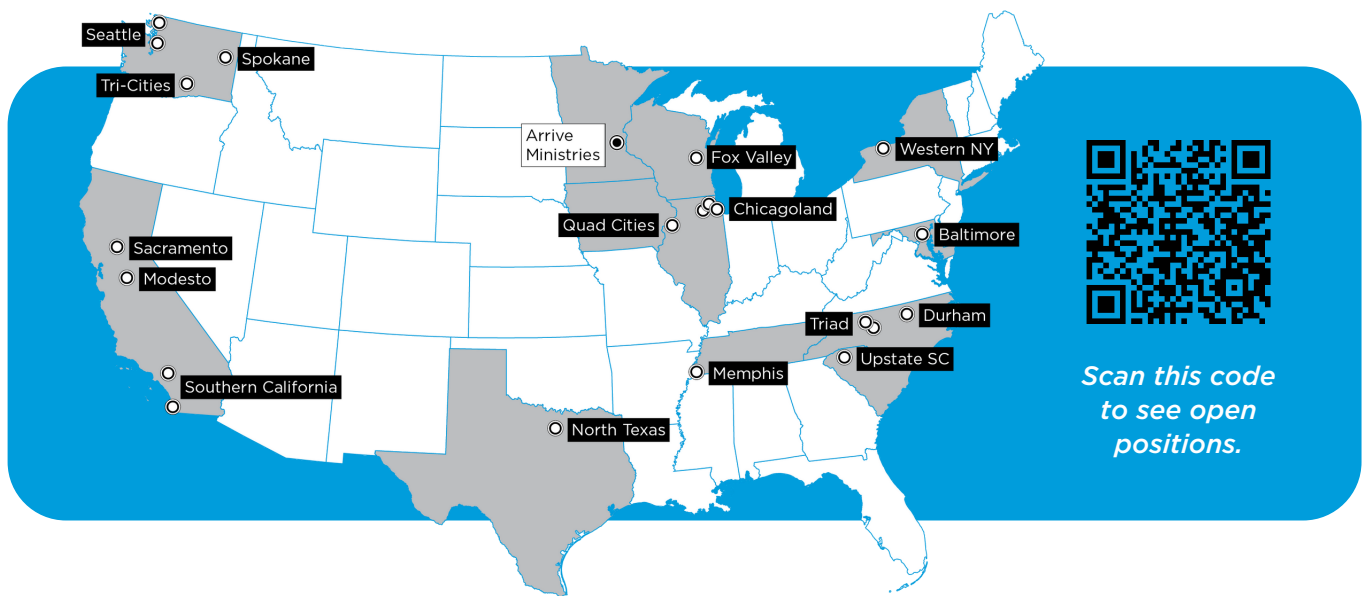 Seattle
Spokane
Tri-Cities
Arrive
Ministries
Fox Valley
Western NY
Quad Cities
Chicagoland
Baltimore
Sacramento
Modesto
Triad
Durham
Upstate SC
Southern California
Memphis
North Texas
Scan this code
to see open
positions.